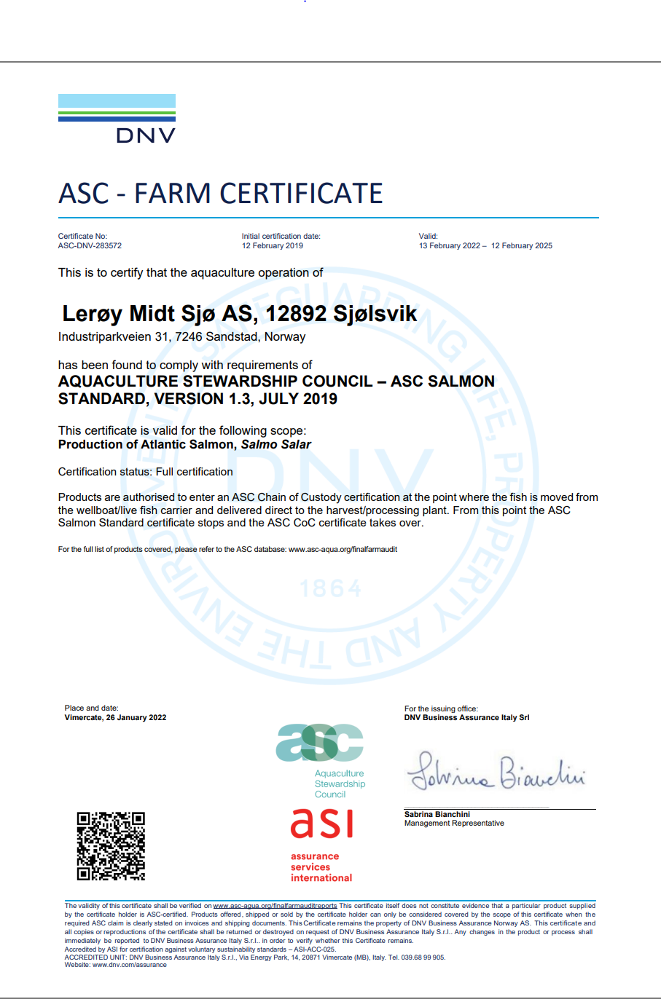 DNV
ASC - FARM CERTIFICATE
Certificate No:
ASC-DNV-283572
Initial certification date:
12 February 2019
Valid:
13 February 2022 – 12 February 2025
This is to certify that the aquaculture operation of
Lerøy Midt Sjø AS, 12892 Sjølsvik
Industriparkveien 31, 7246 Sandstad, Norway
has been found to comply with requirements of
AQUACULTURE STEWARDSHIP COUNCIL – ASC SALMON
STANDARD, VERSION 1.3, JULY 2019
This certificate is valid for the following scope:
Production of Atlantic Salmon, Salmo Salar
Certification status: Full certification
Products are authorised to enter an ASC Chain of Custody certification at the point where the fish is moved from
the wellboat/live fish carrier and delivered direct to the harvest/processing plant. From this point the ASC
Salmon Standard certificate stops and the ASC CoC certificate takes over.
For the full list of products covered, please refer to the ASC database: www.asc-aqua.org/finalfarmaudit
SAFEGUARDING LIFE, PROPERTY AND THE ENVIRONMENT
DNV
1864
Place and date:
Vimercate, 26 January 2022
asc
Aquaculture
Stewardship
Council
asi
assurance
services
international
For the issuing office:
DNV Business Assurance Italy Srl
Sabrina Bianchini
Sabrina Bianchini
Management Representative
The validity of this certificate shall be verified on www.asc-aqua.org/finalfarmauditreports This certificate itself does not constitute evidence that a particular product supplied
by the certificate holder is ASC-certified. Products offered, shipped or sold by the certificate holder can only be considered covered by the scope of this certificate when the
required ASC claim is clearly stated on invoices and shipping documents. This Certificate remains the property of DNV Business Assurance Norway AS. This certificate and
all copies or reproductions of the certificate shall be returned or destroyed on request of DNV Business Assurance Italy S.r.l.. Any changes in the product or process shall
immediately be reported to DNV Business Assurance Italy S.r.l.. in order to verify whether this Certificate remains.
Accredited by ASI for certification against voluntary sustainability standards – ASI-ACC-025.
ACCREDITED UNIT: DNV Business Assurance Italy S.r.l., Via Energy Park, 14, 20871 Vimercate (MB), Italy. Tel. 039.68 99 905.
Website: www.dnv.com/assurance